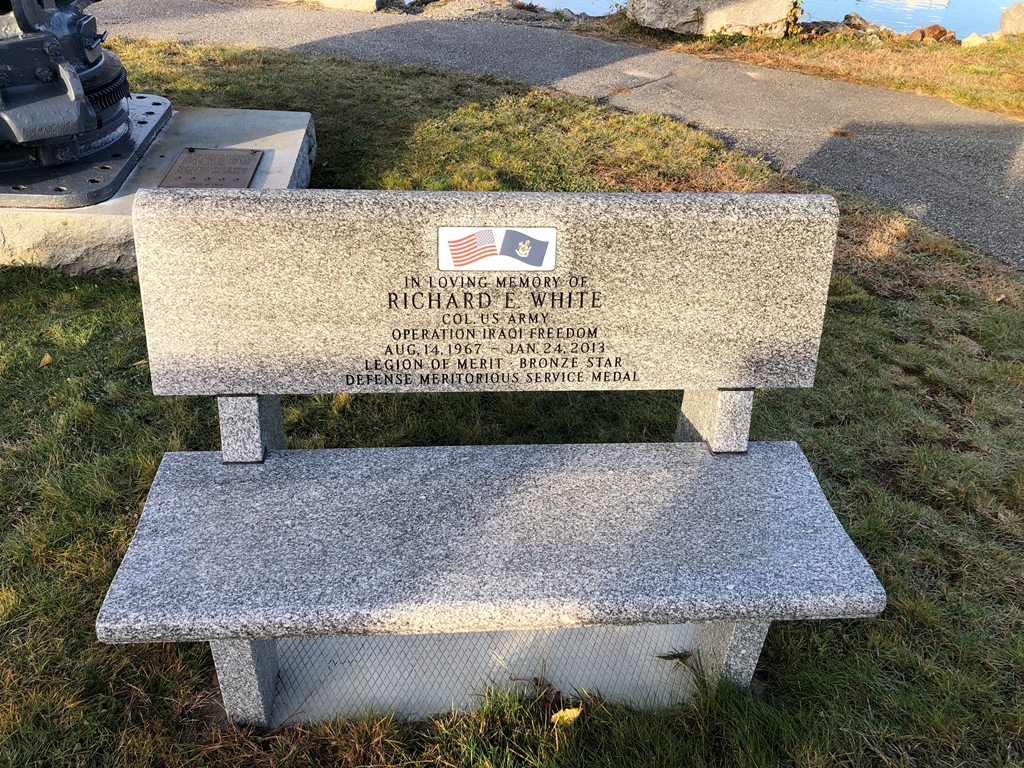 IN LOVING MEMORY OF
RICHARD E. WHITE
COL. US ARMY
OPERATION IRAQI FREEDOM
AUG. 14, 1967 — JAN. 24, 2013
LEGION OF MERIT · BRONZE STAR
DEFENSE MERITORIOUS SERVICE MEDAL